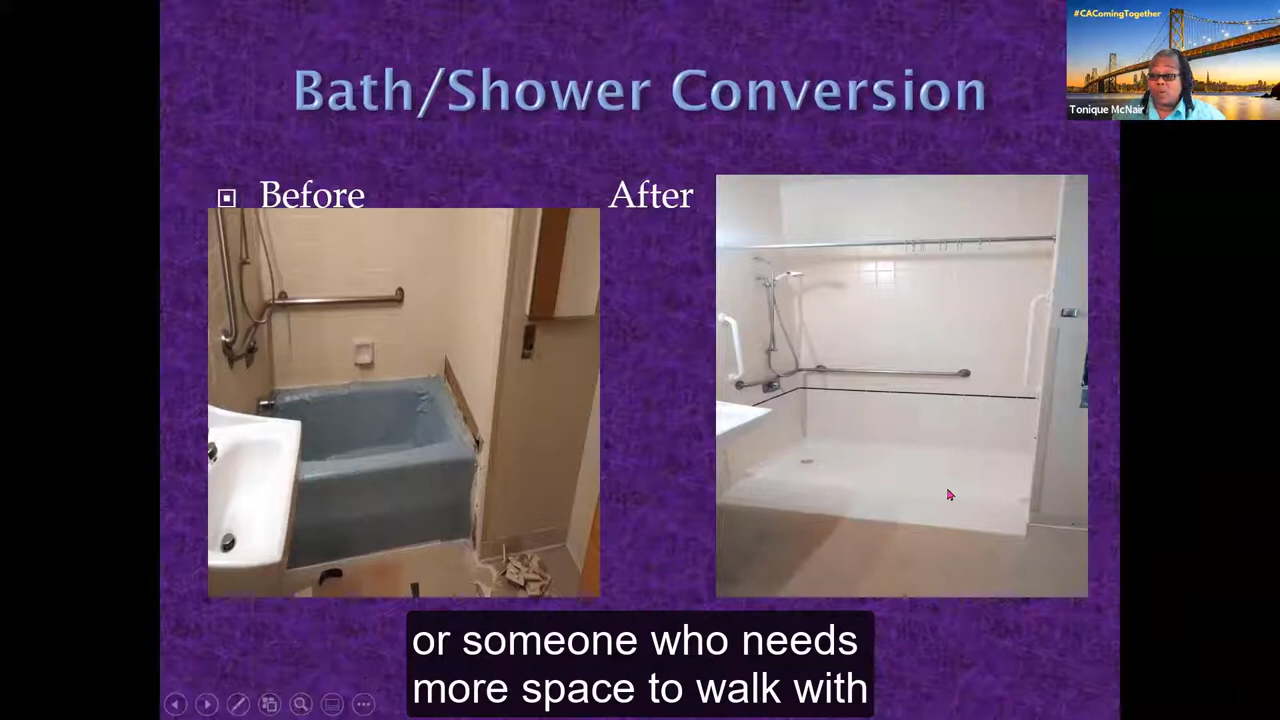 #CAComingTogether
Tonique McNair
Bath/Shower Conversion
Before
After
or someone who needs
more space to walk with